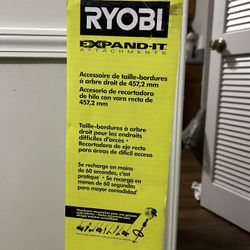 RYOBI
EXPAND-IT
ATTACHMENTS
Accessoire de taille-bordures
à arbre droit de 457,2 mm
Accesorio de recortadora
de hilo con vara recta de
457,2 mm
Taille-bordures à arbre
droit pour les endroits
difficiles d'accès •
Recortadora de eje recto
para áreas de difícil acceso
Se recharge en moins
de 60 secondes, c'est
pratique • Se recarga en
menos de 60 segundos
para mayor comodidad